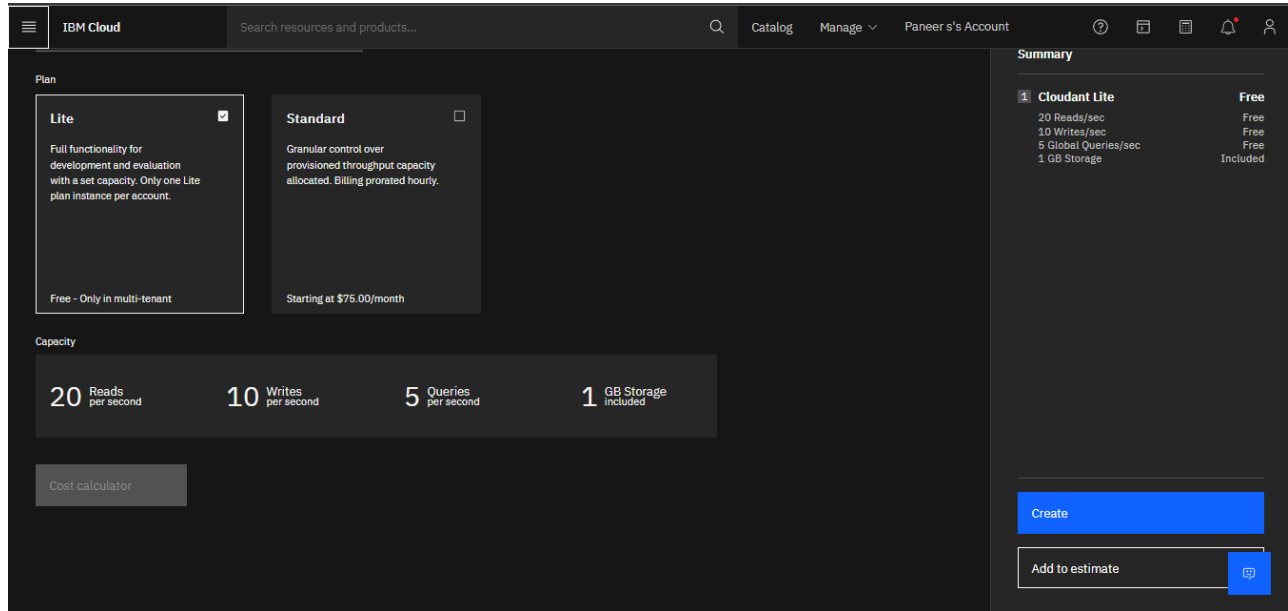 IBM Cloud
Search resources and products...
Catalog
Manage
Paneer s's Account
Plan
Lite
Full functionality for
development and evaluation
with a set capacity. Only one Lite
plan instance per account.
Free - Only in multi-tenant
Standard
Granular control over
provisioned throughput capacity
allocated. Billing prorated hourly.
Starting at $75.00/month
Capacity
20 Reads
per second
10 Writes
per second
5 Queries
per second
1 GB Storage
included
Cost calculator
Summary
1 Cloudant Lite Free
20 Reads/sec Free
10 Writes/sec Free
5 Global Queries/sec Free
1 GB Storage Included
Create
Add to estimate